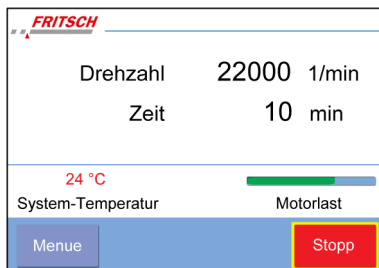 FRITSCH
Drehzahl 22000 1/min
Zeit 10 min
24 °C
System-Temperatur Motorlast
Menue Stopp